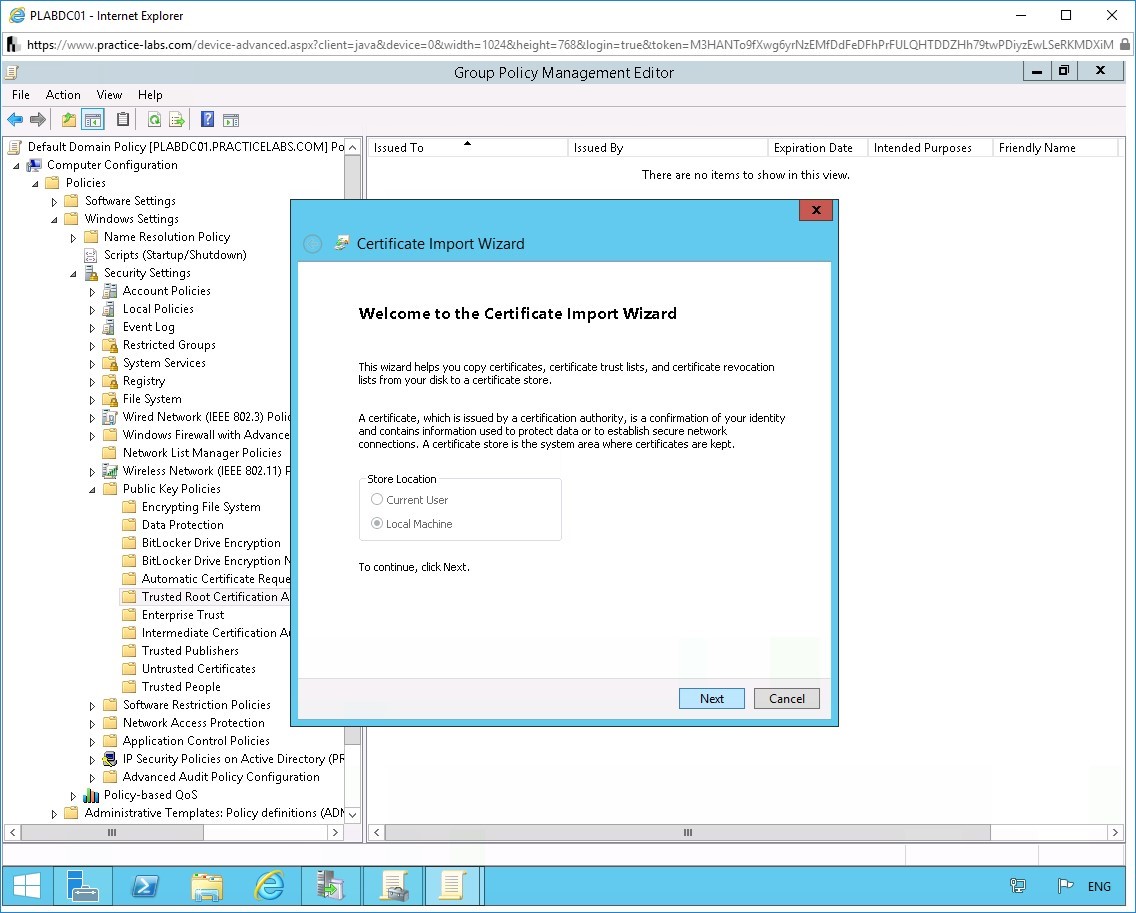 PLABDC01 - Internet Explorer
https://www.practice-labs.com/device-advanced.aspx?client=java&device=0&width=1024&height=768&login=true&token=M3HANTo9fXwg6yrNzEMfDdFeDFhPrFULQHTDDZHh79twPDiyzEwLSeRKMDXiM
Group Policy Management Editor
File Action View Help
Default Domain Policy [PLABDC01.PRACTICELABS.COM] Po
Computer Configuration
Policies
Software Settings
Windows Settings
Name Resolution Policy
Scripts (Startup/Shutdown)
Security Settings
Account Policies
Local Policies
Event Log
Restricted Groups
System Services
Registry
File System
Wired Network (IEEE 802.3) Polic
Windows Firewall with Advance
Network List Manager Policies
Wireless Network (IEEE 802.11) P
Public Key Policies
Encrypting File System
Data Protection
BitLocker Drive Encryption
BitLocker Drive Encryption N
Automatic Certificate Reque
Trusted Root Certification A
Enterprise Trust
Intermediate Certification Au
Trusted Publishers
Untrusted Certificates
Trusted People
Software Restriction Policies
Network Access Protection
Application Control Policies
IP Security Policies on Active Directory (PR
Advanced Audit Policy Configuration
Policy-based QoS
Administrative Templates: Policy definitions (ADM
Issued To Issued By Expiration Date Intended Purposes Friendly Name
There are no items to show in this view.
Certificate Import Wizard
Welcome to the Certificate Import Wizard
This wizard helps you copy certificates, certificate trust lists, and certificate revocation
lists from your disk to a certificate store.
A certificate, which is issued by a certification authority, is a confirmation of your identity
and contains information used to protect data or to establish secure network
connections. A certificate store is the system area where certificates are kept.
Store Location
Current User
Local Machine
To continue, click Next.
Next Cancel
ENG